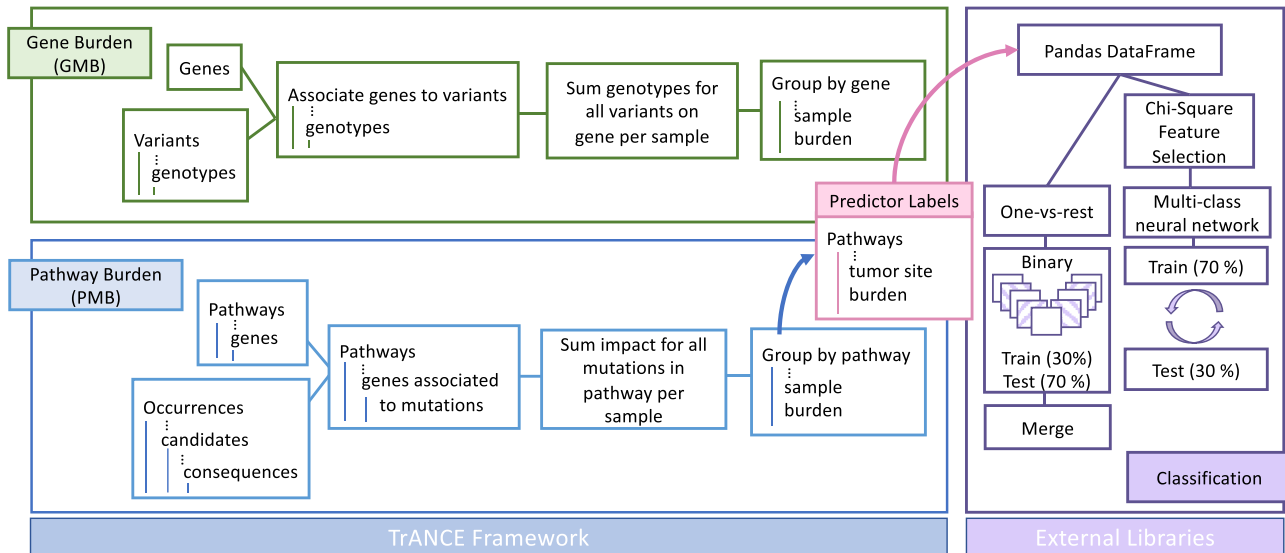 Gene Burden
(GMB)
Genes
Variants
genotypes
Associate genes to variants
genotypes
Sum genotypes for
all variants on
gene per sample
Group by gene
sample
burden
Predictor Labels
Pathways
tumor site
burden
Pathway Burden
(PMB)
Pathways
genes
Occurrences
candidates
consequences
Pathways
genes associated
to mutations
Sum impact for all
mutations in
pathway per
sample
Group by pathway
sample
burden
TrANCE Framework
Pandas DataFrame
Chi-Square
Feature
Selection
One-vs-rest
Multi-class
neural network
Binary
Train (30%)
Test (70 %)
Merge
Train (70 %)
Test (30 %)
Classification
External Libraries